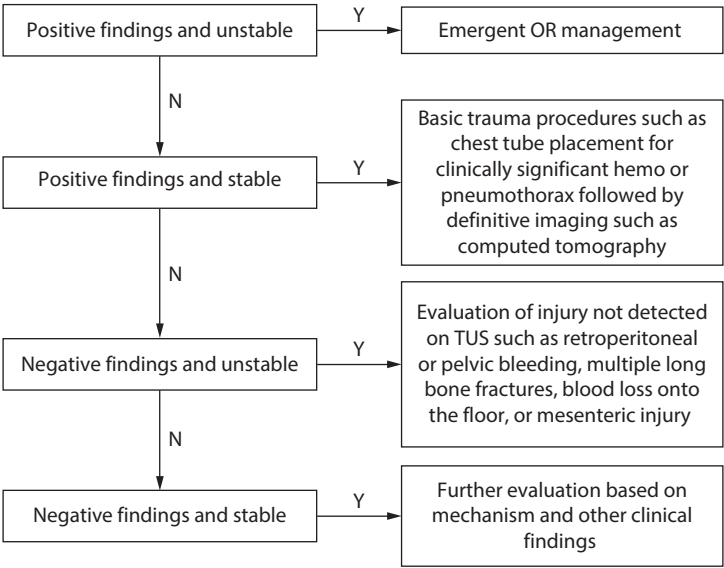 Positive findings and unstable
Y
Emergent OR management
N
Positive findings and stable
Y
Basic trauma procedures such as
chest tube placement for
clinically significant hemo or
pneumothorax followed by
definitive imaging such as
computed tomography
N
Negative findings and unstable
Y
Evaluation of injury not detected
on TUS such as retroperitoneal
or pelvic bleeding, multiple long
bone fractures, blood loss onto
the floor, or mesenteric injury
N
Negative findings and stable
Y
Further evaluation based on
mechanism and other clinical
findings